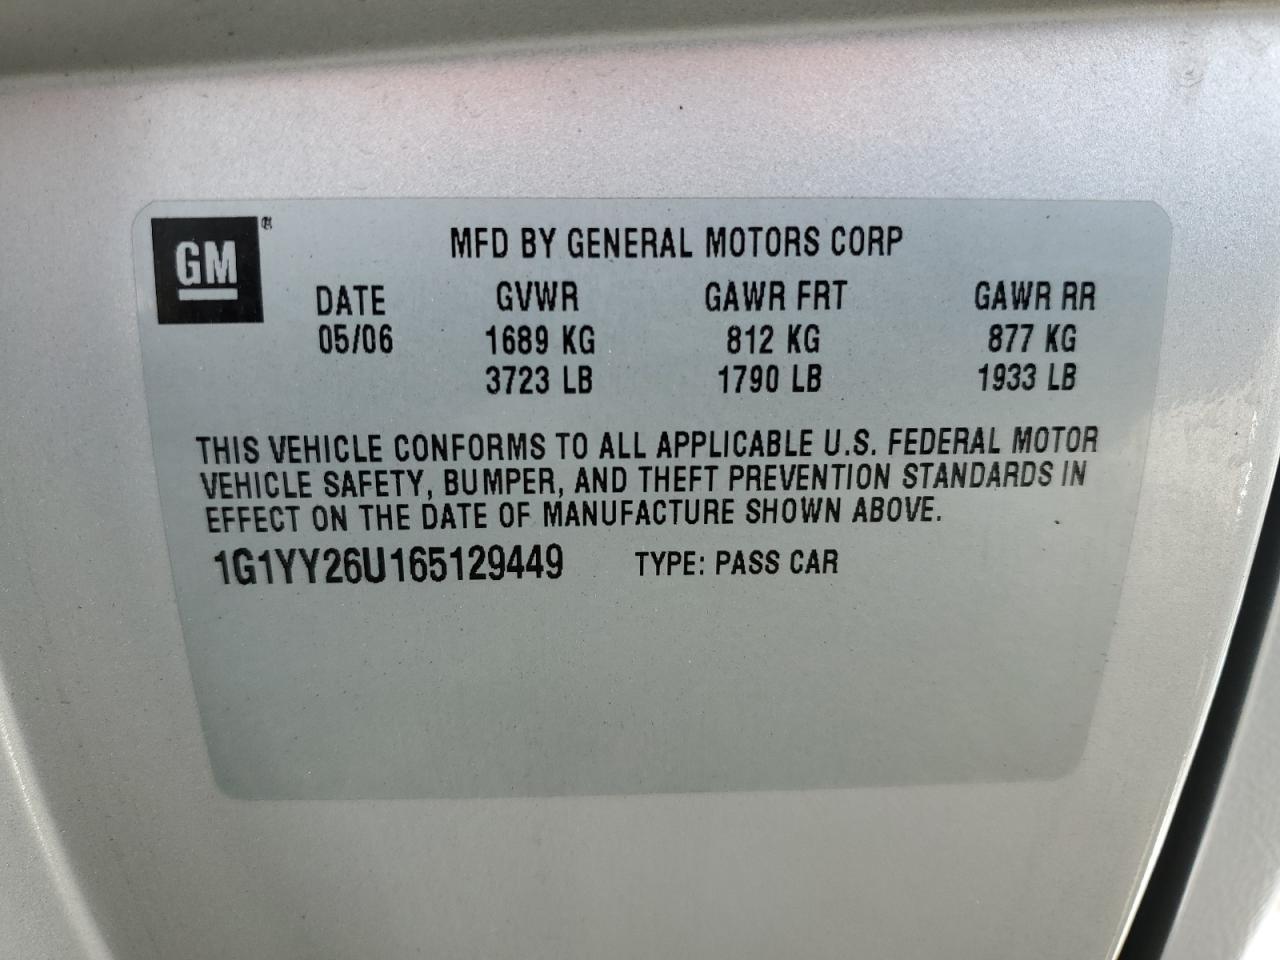 GM®
MFD BY GENERAL MOTORS CORP
DATE GVWR GAWR FRT GAWR RR
05/06 1689 KG 812 KG 877 KG
3723 LB 1790 LB 1933 LB
THIS VEHICLE CONFORMS TO ALL APPLICABLE U.S. FEDERAL MOTOR
VEHICLE SAFETY, BUMPER, AND THEFT PREVENTION STANDARDS IN
EFFECT ON THE DATE OF MANUFACTURE SHOWN ABOVE.
1G1YY26U165129449 TYPE: PASS CAR